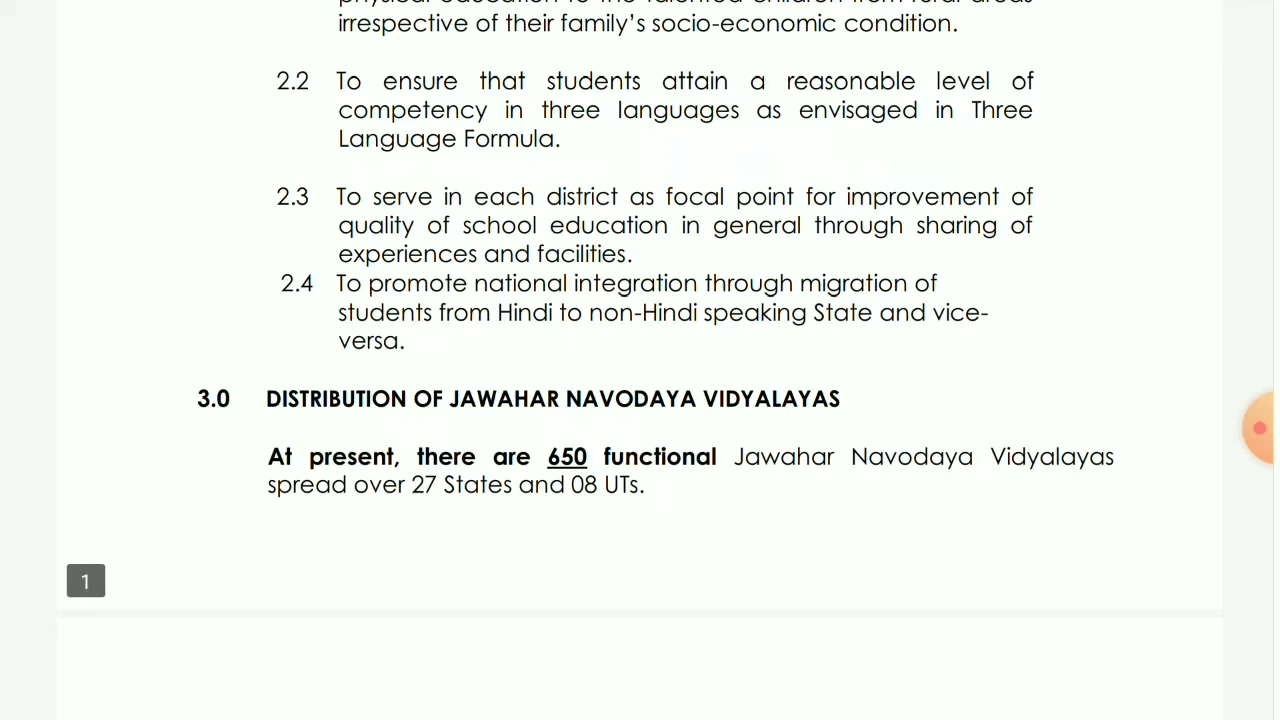 irrespective of their family's socio-economic condition.
2.2 To ensure that students attain a reasonable level of
competency in three languages as envisaged in Three
Language Formula.
2.3 To serve in each district as focal point for improvement of
quality of school education in general through sharing of
experiences and facilities.
2.4 To promote national integration through migration of
students from Hindi to non-Hindi speaking State and vice-
versa.
3.0 DISTRIBUTION OF JAWAHAR NAVODAYA VIDYALAYAS
At present, there are 650 functional Jawahar Navodaya Vidyalayas
spread over 27 States and 08 UTs.
1